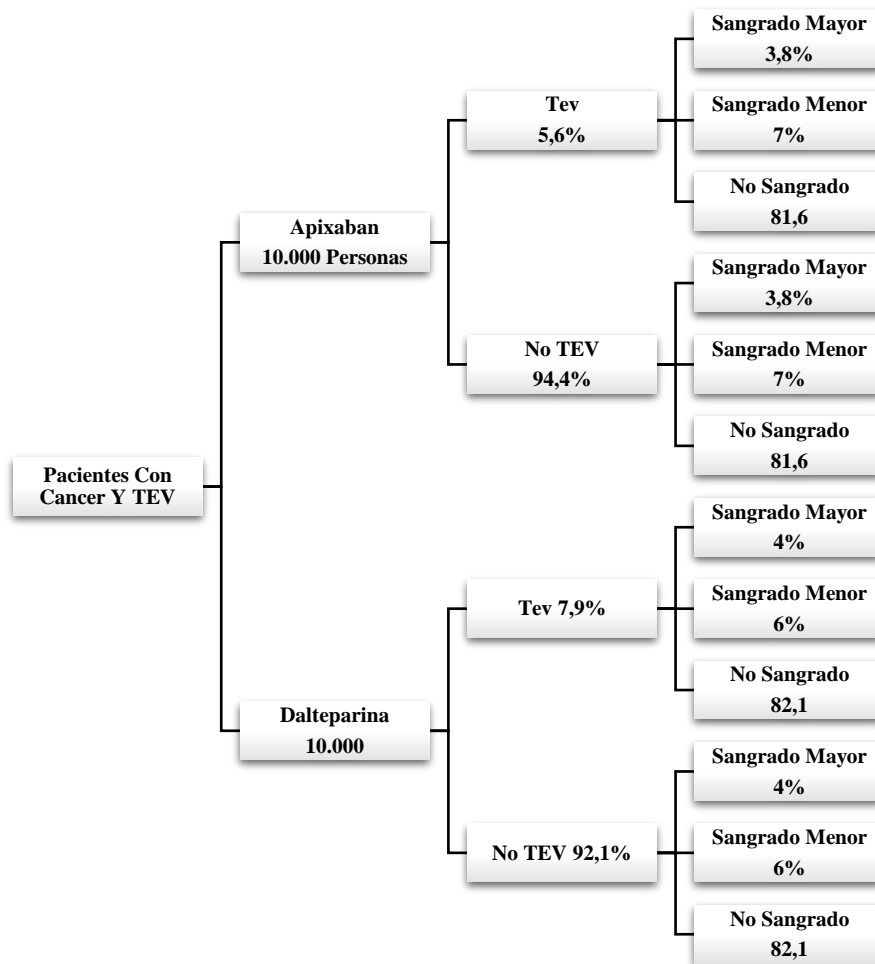 Pacientes Con
Cancer Y TEV
Apixaban
10.000 Personas
Tev
5,6%
Sangrado Mayor
3,8%
Sangrado Menor
7%
No Sangrado
81,6
No TEV
94,4%
Sangrado Mayor
3,8%
Sangrado Menor
7%
No Sangrado
81,6
Dalteparina
10.000
Tev 7,9%
Sangrado Mayor
4%
Sangrado Menor
6%
No Sangrado
82,1
No TEV 92,1%
Sangrado Mayor
4%
Sangrado Menor
6%
No Sangrado
82,1